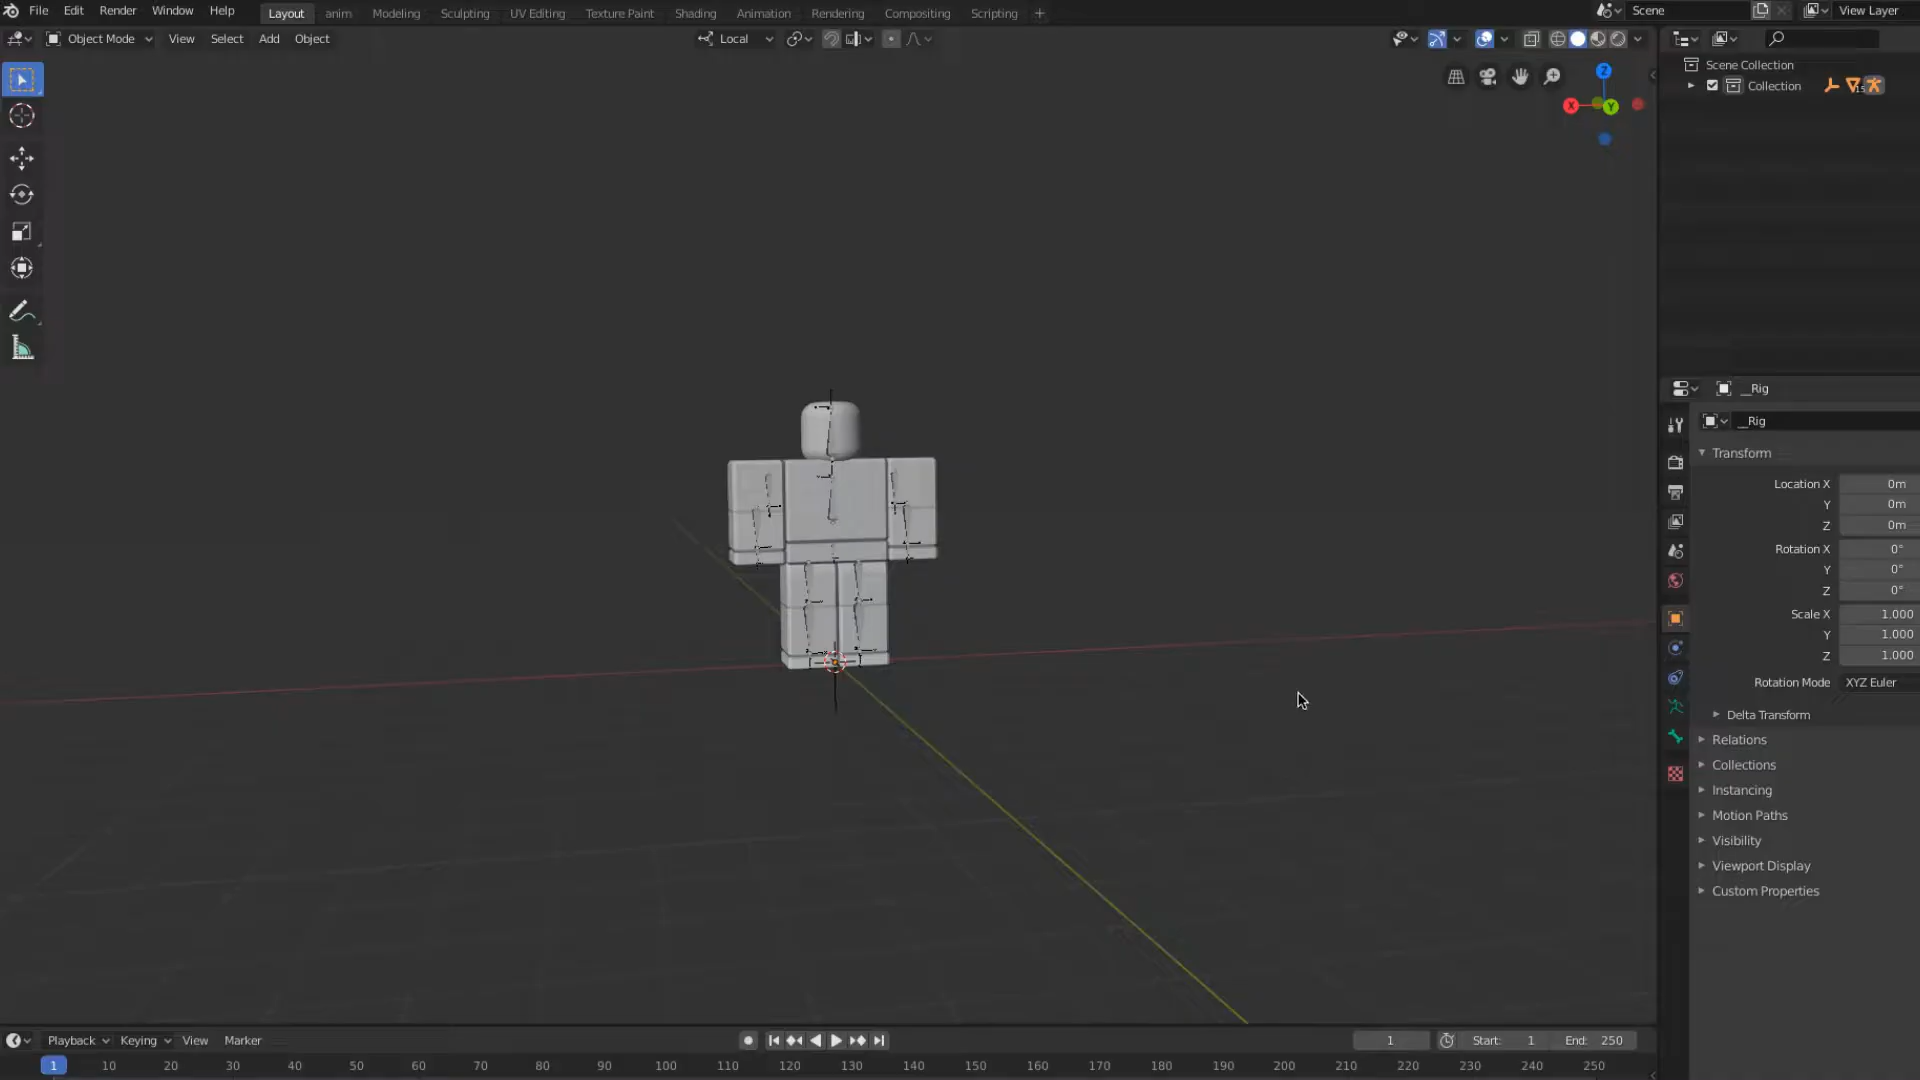 File Edit Render Window Help Layout anim Modeling Sculpting UV Editing Texture Paint Shading Animation Rendering Compositing Scripting Scene View Layer
Object Mode View Select Add Object Local
Z
X Y
Scene Collection
Collection 15
__Rig
__Rig
Transform
Location X 0m
Y 0m
Z 0m
Rotation X 0°
Y 0°
Z 0°
Scale X 1.000
Y 1.000
Z 1.000
Rotation Mode XYZ Euler
Delta Transform
Relations
Collections
Instancing
Motion Paths
Visibility
Viewport Display
Custom Properties
Playback Keying View Marker 1 Start: 1 End: 250
1 10 20 30 40 50 60 70 80 90 100 110 120 130 140 150 160 170 180 190 200 210 220 230 240 250